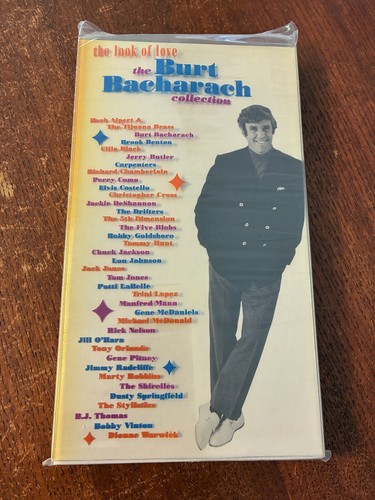 the look of love
the Burt
Bacharach
collection
Herb Alpert &
The Tijuana Brass
Burt Bacharach
Brook Benton
Cilla Black
Jerry Butler
Carpenters
Richard Chamberlain
Perry Como
Elvis Costello
Christopher Cross
Jackie DeShannon
The Drifters
The 5th Dimension
The Five Blobs
Bobby Goldsboro
Tommy Hunt
Chuck Jackson
Lou Johnson
Jack Jones
Tom Jones
Patti LaBelle
Trini Lopez
Manfred Mann
Gene McDaniels
Michael McDonald
Rick Nelson
Jill O'Hara
Tony Orlando
Gene Pitney
Jimmy Radcliffe
Marty Robbins
The Shirelles
Dusty Springfield
The Stylistics
B.J. Thomas
Bobby Vinton
Dionne Warwick